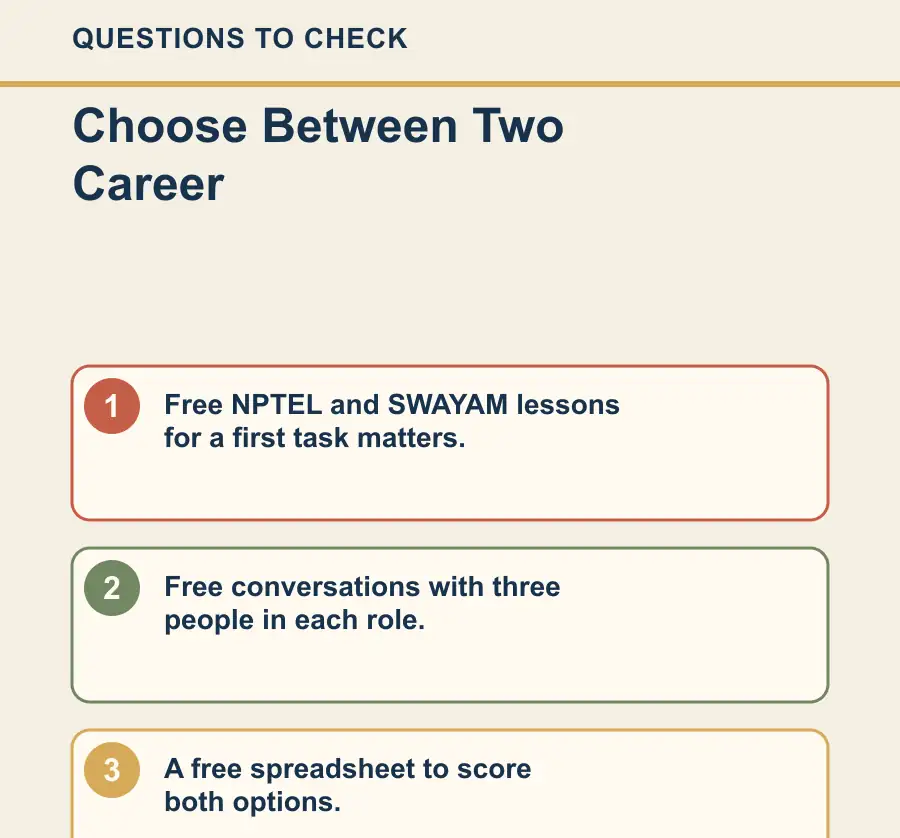 QUESTIONS TO CHECK
Choose Between Two
Career
1
Free NPTEL and SWAYAM lessons
for a first task matters.
2
Free conversations with three
people in each role.
3
A free spreadsheet to score
both options.